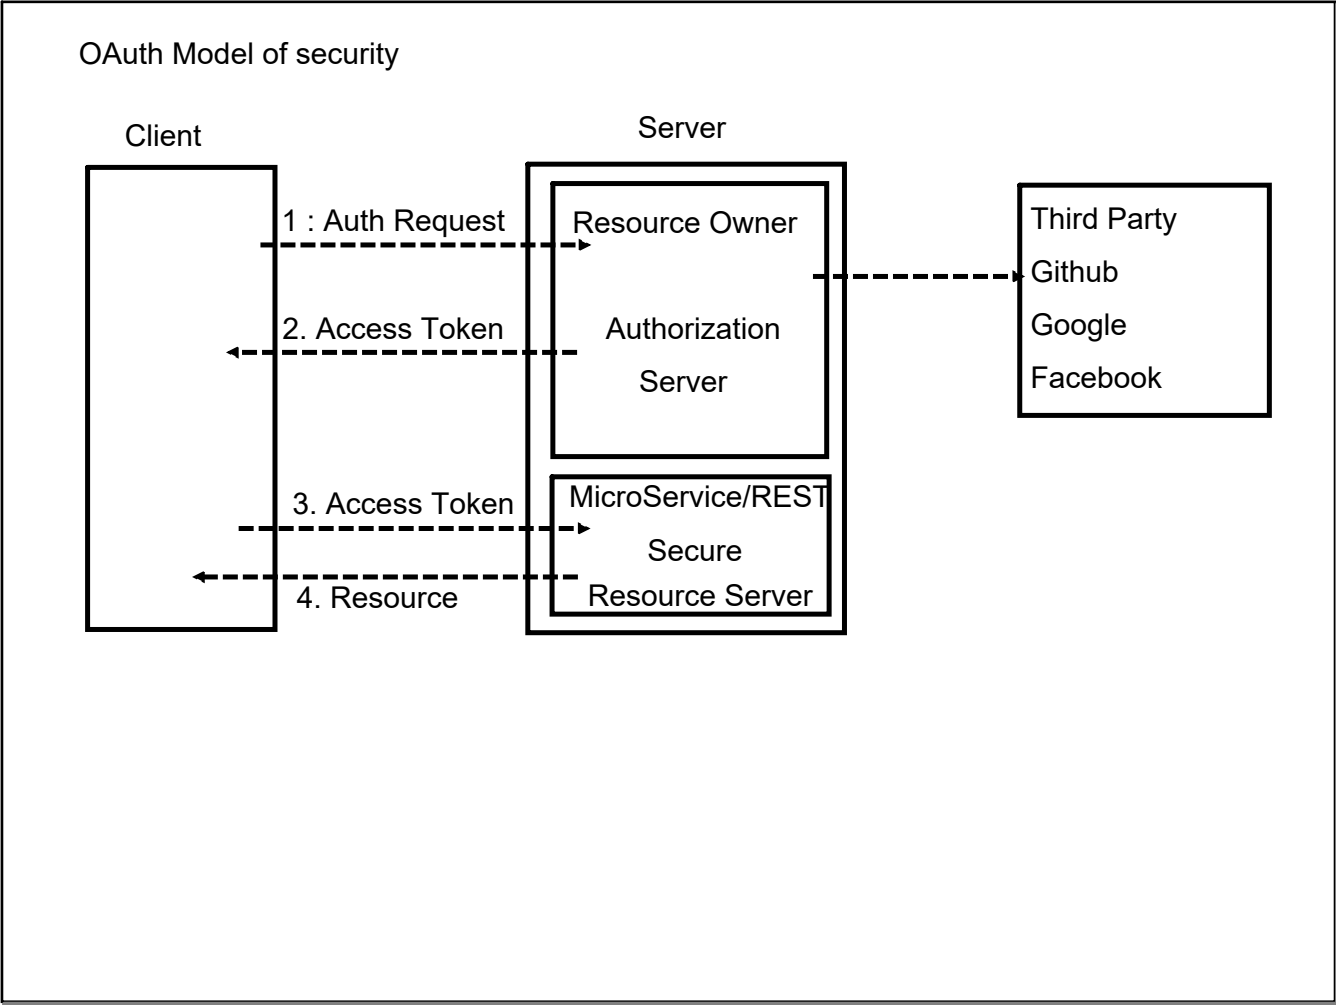 OAuth Model of security
Client
Server
1 : Auth Request
Resource Owner
2. Access Token
Authorization
Server
3. Access Token
MicroService/REST
Secure
4. Resource
Resource Server
Third Party
Github
Google
Facebook